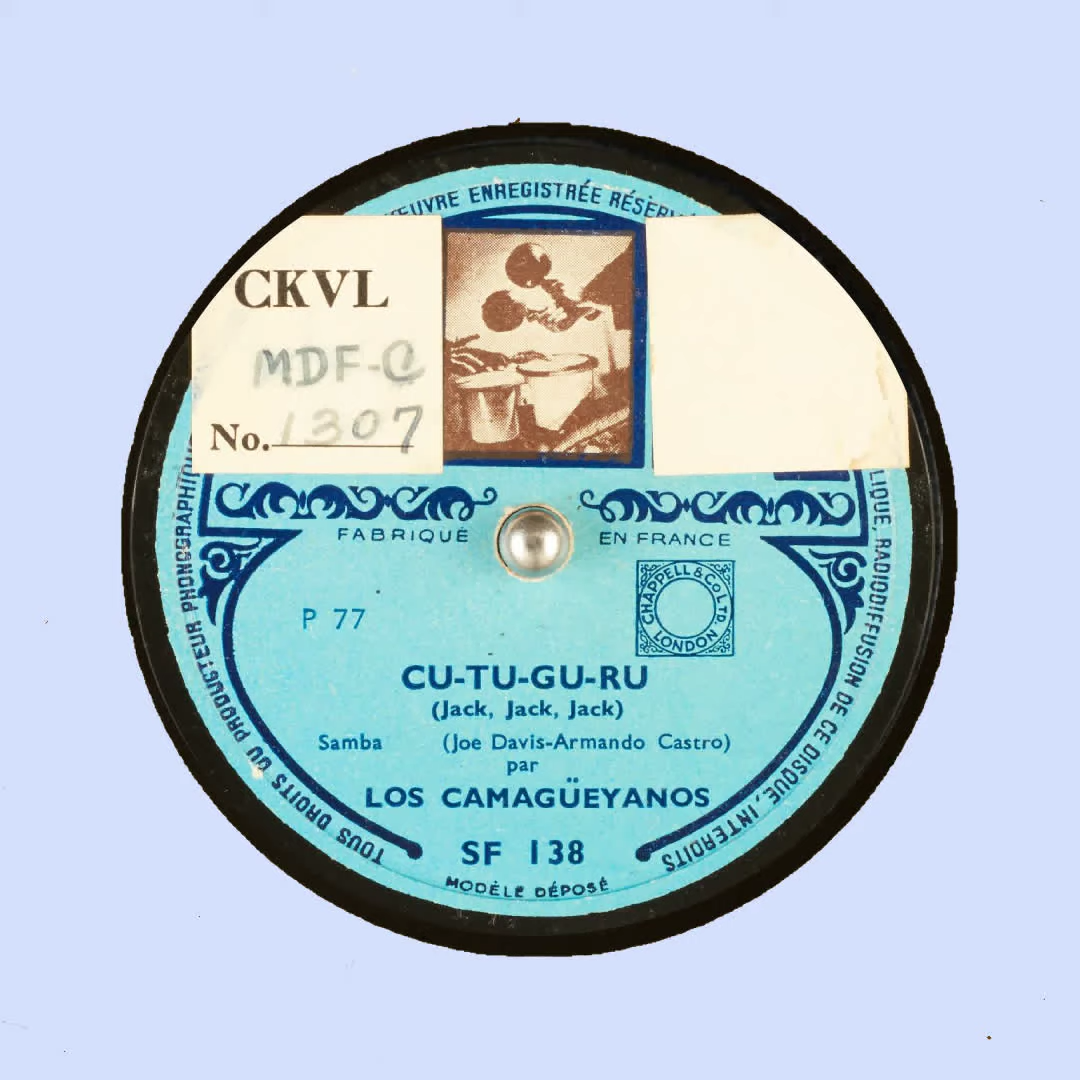 ŒUVRE ENREGISTRÉE RÉSERV
CKVL
MDF-C
No. 1307
FABRIQUÉ EN FRANCE
P 77
CHAPPELL & CO LTD.
LONDON
CU-TU-GU-RU
(Jack, Jack, Jack)
Samba (Joe Davis-Armando Castro)
par
LOS CAMAGÜEYANOS
SF 138
MODÈLE DÉPOSÉ
TOUS DROITS DU PRODUCTEUR PHONOGRAPHIQU
LIQUE, RADIODIFFUSION DE CE DISQUE, INTERDITS